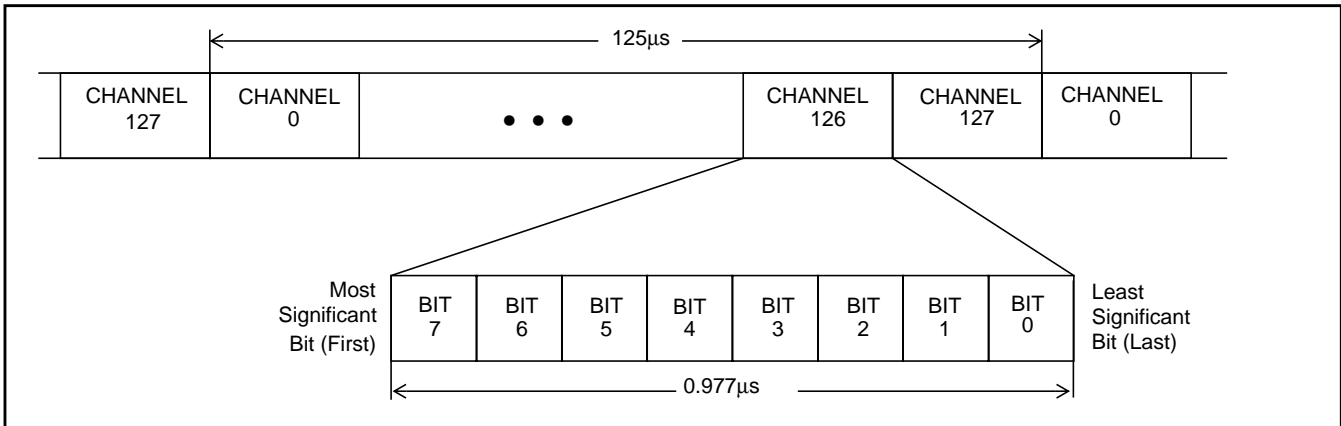 125μs
CHANNEL
127
CHANNEL
0
• • •
CHANNEL
126
CHANNEL
127
CHANNEL
0
Most
Significant
Bit (First)
BIT
7
BIT
6
BIT
5
BIT
4
BIT
3
BIT
2
BIT
1
BIT
0
Least
Significant
Bit (Last)
0.977μs